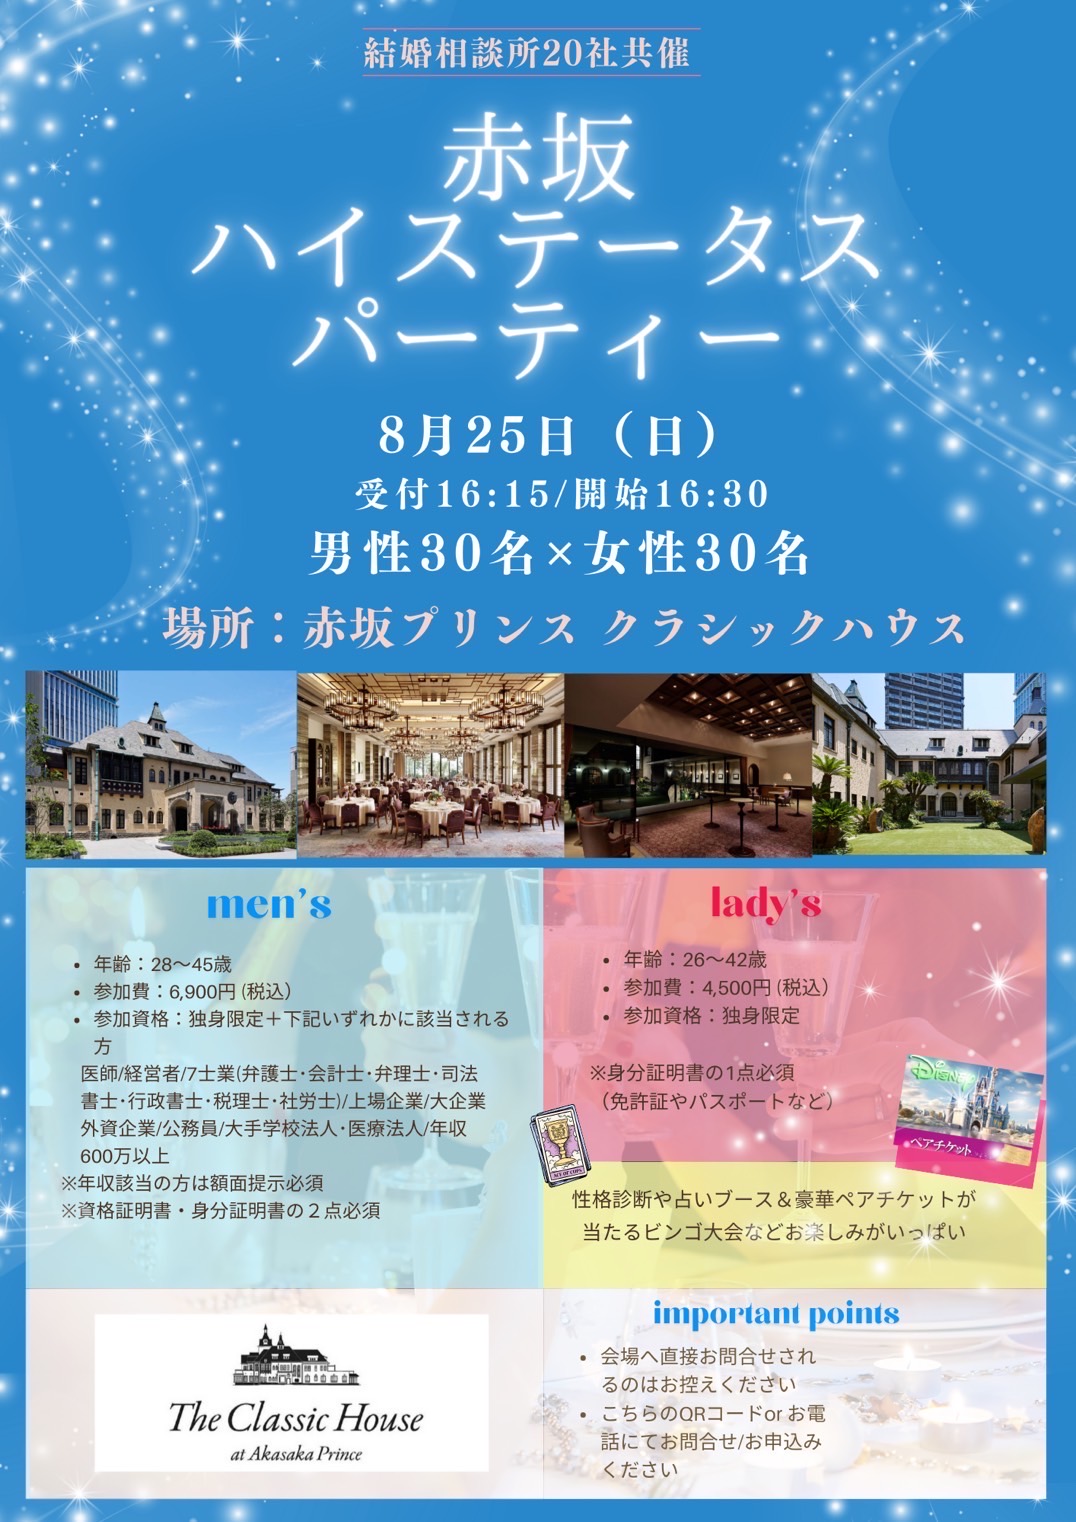 結婚相談所20社共催
赤坂
ハイステータス
パーティー
8月25日（日）
受付16:15/開始16:30
男性30名×女性30名
場所：赤坂プリンス クラシックハウス
men's
• 年齢：28〜45歳
• 参加費：6,900円 (税込)
• 参加資格：独身限定＋下記いずれかに該当される
方
医師/経営者/7士業(弁護士･会計士･弁理士･司法
書士･行政書士･税理士･社労士)/上場企業/大企業
外資企業/公務員/大手学校法人･医療法人/年収
600万以上
※年収該当の方は額面提示必須
※資格証明書・身分証明書の２点必須
lady's
• 年齢：26〜42歳
• 参加費：4,500円 (税込)
• 参加資格：独身限定
※身分証明書の1点必須
（免許証やパスポートなど）
DISNEY
ペアチケット
ACE OF CUPS
性格診断や占いブース＆豪華ペアチケットが
当たるビンゴ大会などお楽しみがいっぱい
The Classic House
at Akasaka Prince
important points
• 会場へ直接お問合せされ
るのはお控えください
• こちらのQRコードor お電
話にてお問合せ/お申込み
ください